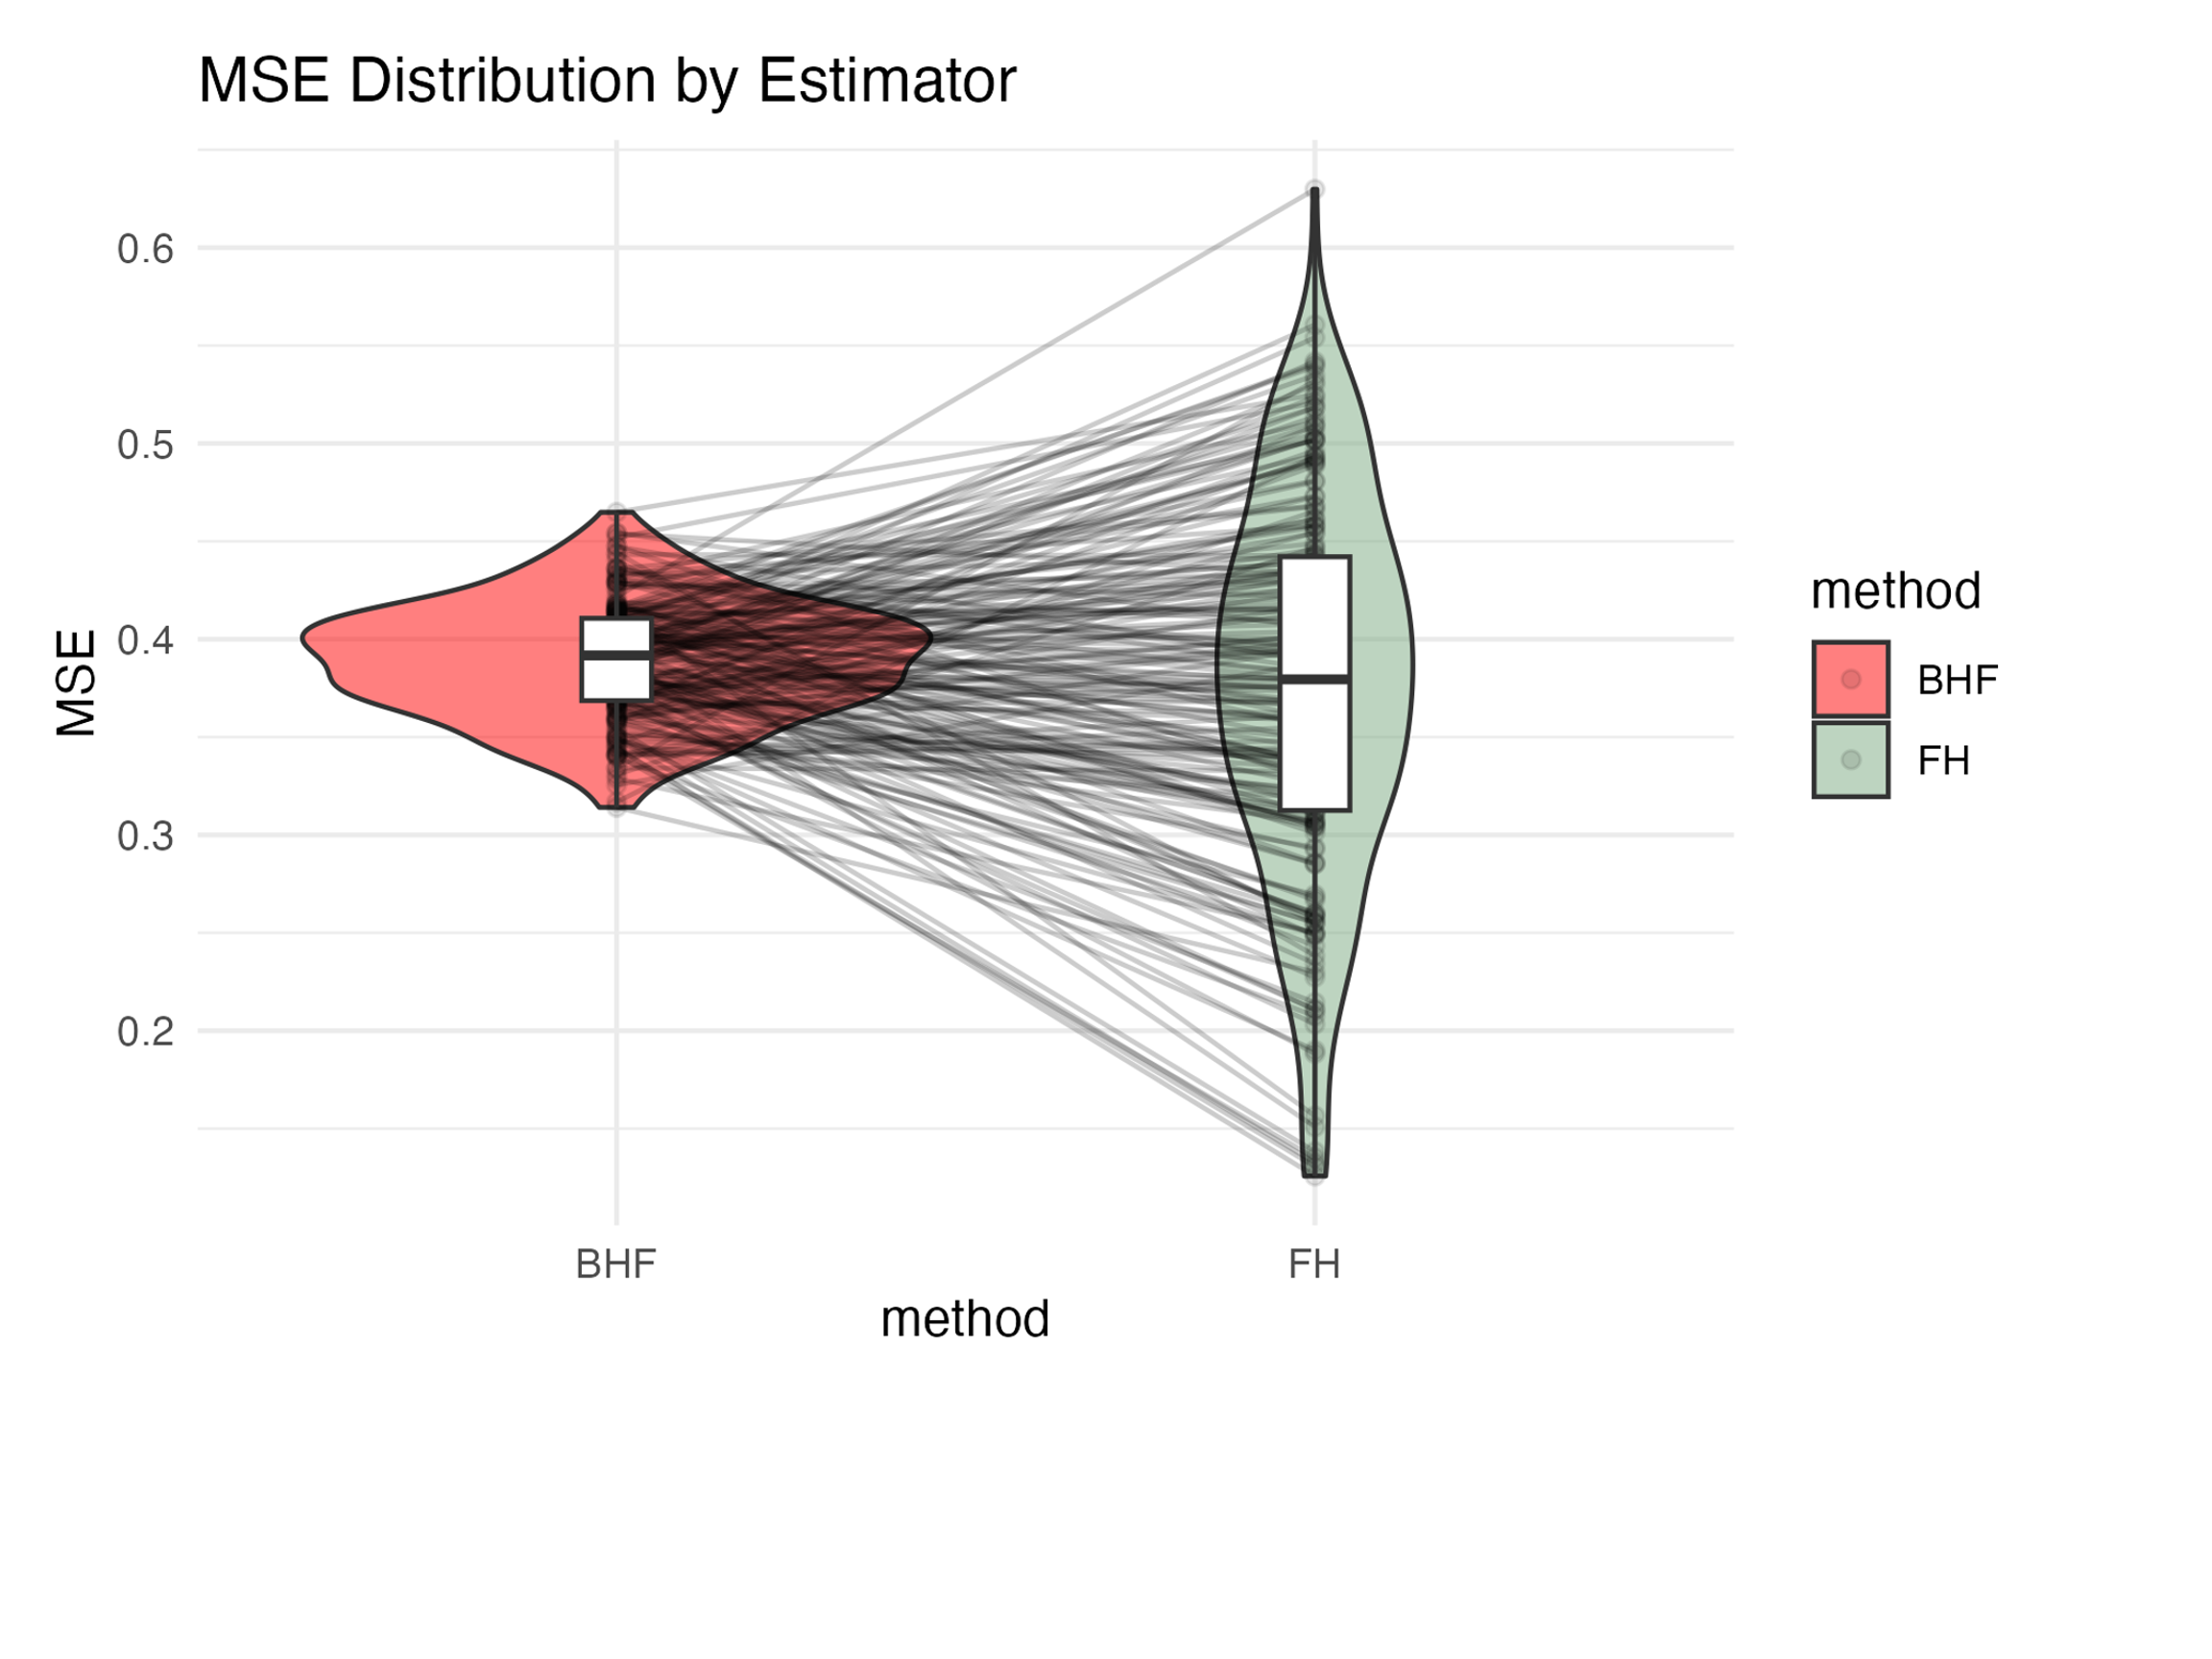 MSE Distribution by Estimator
0.6
0.5
0.4
0.3
0.2
MSE
BHF
FH
method
method
BHF
FH